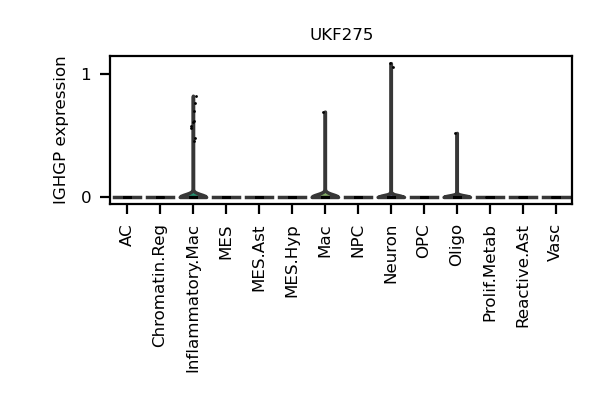 UKF275
IGHGP expression
1
0
AC
Chromatin.Reg
Inflammatory.Mac
MES
MES.Ast
MES.Hyp
Mac
NPC
Neuron
OPC
Oligo
Prolif.Metab
Reactive.Ast
Vasc